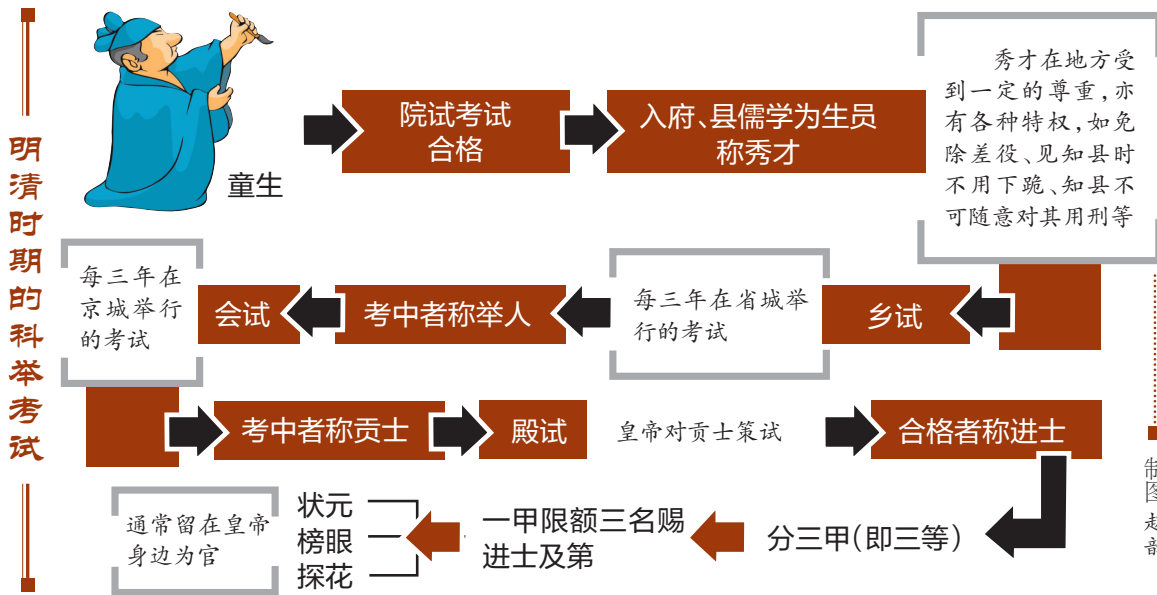 明清时期的科举考试
童生
院试考试
合格
入府、县儒学为生员
称秀才
秀才在地方受
到一定的尊重,亦
有各种特权,如免
除差役、见知县时
不用下跪、知县不
可随意对其用刑等
乡试
每三年在省城举
行的考试
考中者称举人
会试
每三年在
京城举行
的考试
考中者称贡士
殿试
皇帝对贡士策试
合格者称进士
分三甲(即三等)
一甲限额三名赐
进士及第
状元
榜眼
探花
通常留在皇帝
身边为官
制图 赵韵